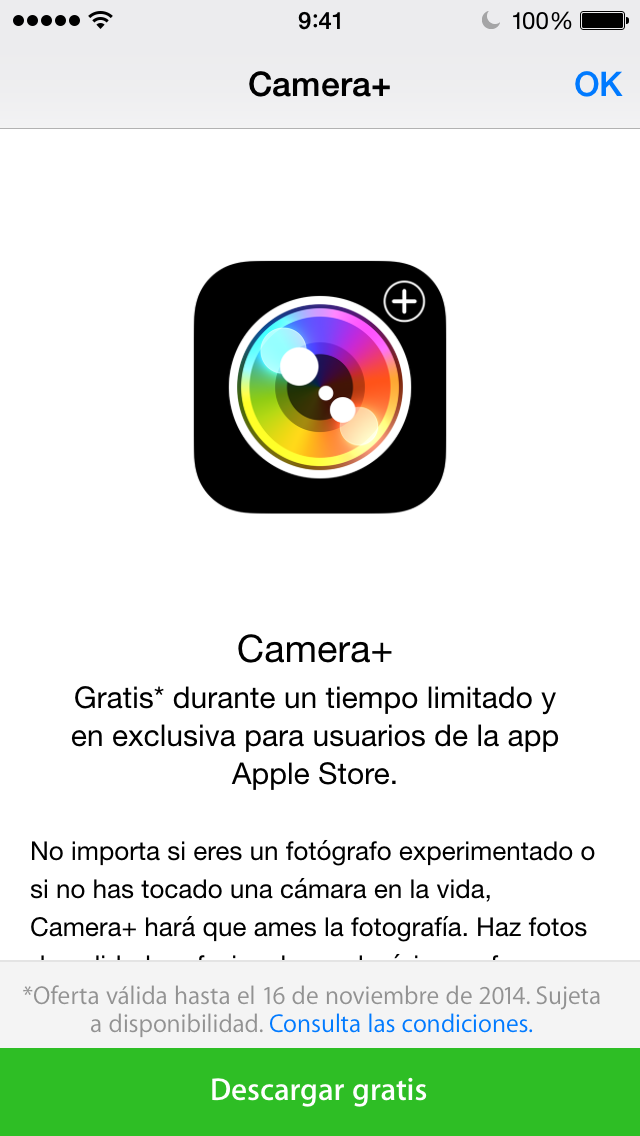 9:41
100%
Camera+
OK
Camera+
Gratis* durante un tiempo limitado y
en exclusiva para usuarios de la app
Apple Store.
No importa si eres un fotógrafo experimentado o
si no has tocado una cámara en la vida,
Camera+ hará que ames la fotografía. Haz fotos
*Oferta válida hasta el 16 de noviembre de 2014. Sujeta
a disponibilidad. Consulta las condiciones.
Descargar gratis